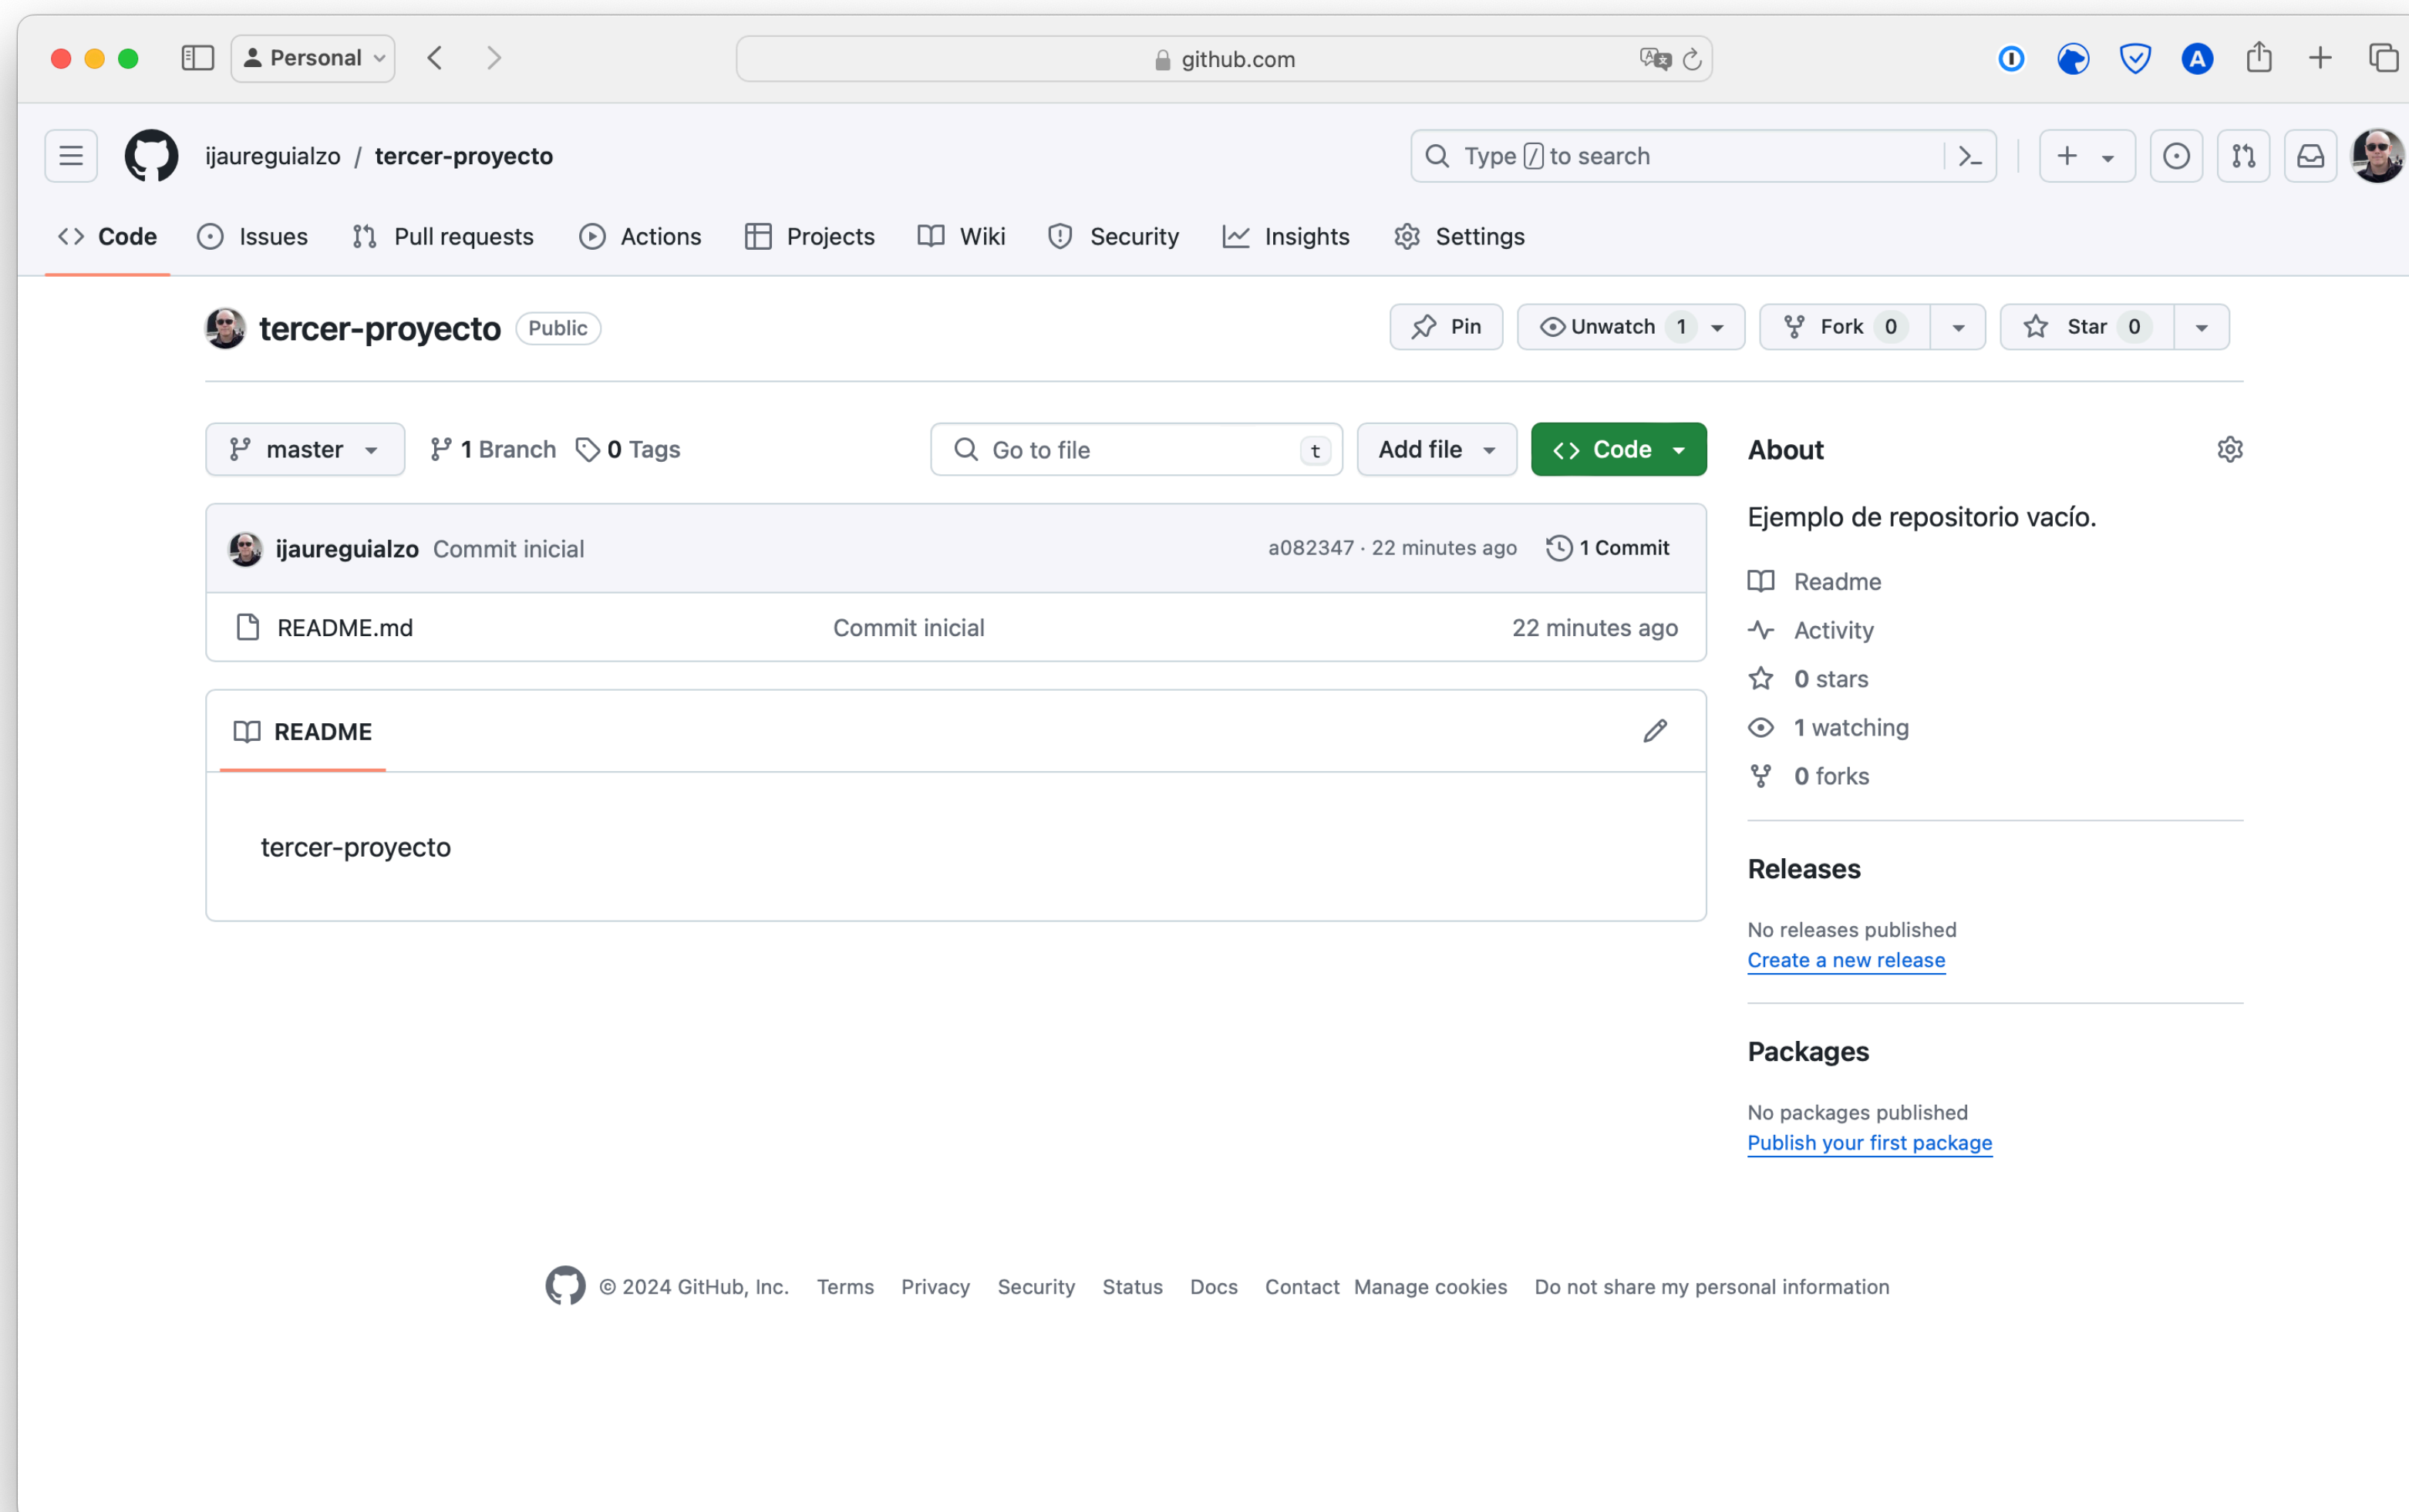 Personal
github.com
A
ijaureguialzo / tercer-proyecto
Type / to search
Code
Issues
Pull requests
Actions
Projects
Wiki
Security
Insights
Settings
tercer-proyecto Public
Pin
Unwatch 1
Fork 0
Star 0
master
1 Branch
0 Tags
Go to file t
Add file
Code
ijaureguialzo Commit inicial
a082347 · 22 minutes ago
1 Commit
README.md
Commit inicial
22 minutes ago
README
tercer-proyecto
About
Ejemplo de repositorio vacío.
Readme
Activity
0 stars
1 watching
0 forks
Releases
No releases published
Create a new release
Packages
No packages published
Publish your first package
© 2024 GitHub, Inc.
Terms
Privacy
Security
Status
Docs
Contact
Manage cookies
Do not share my personal information